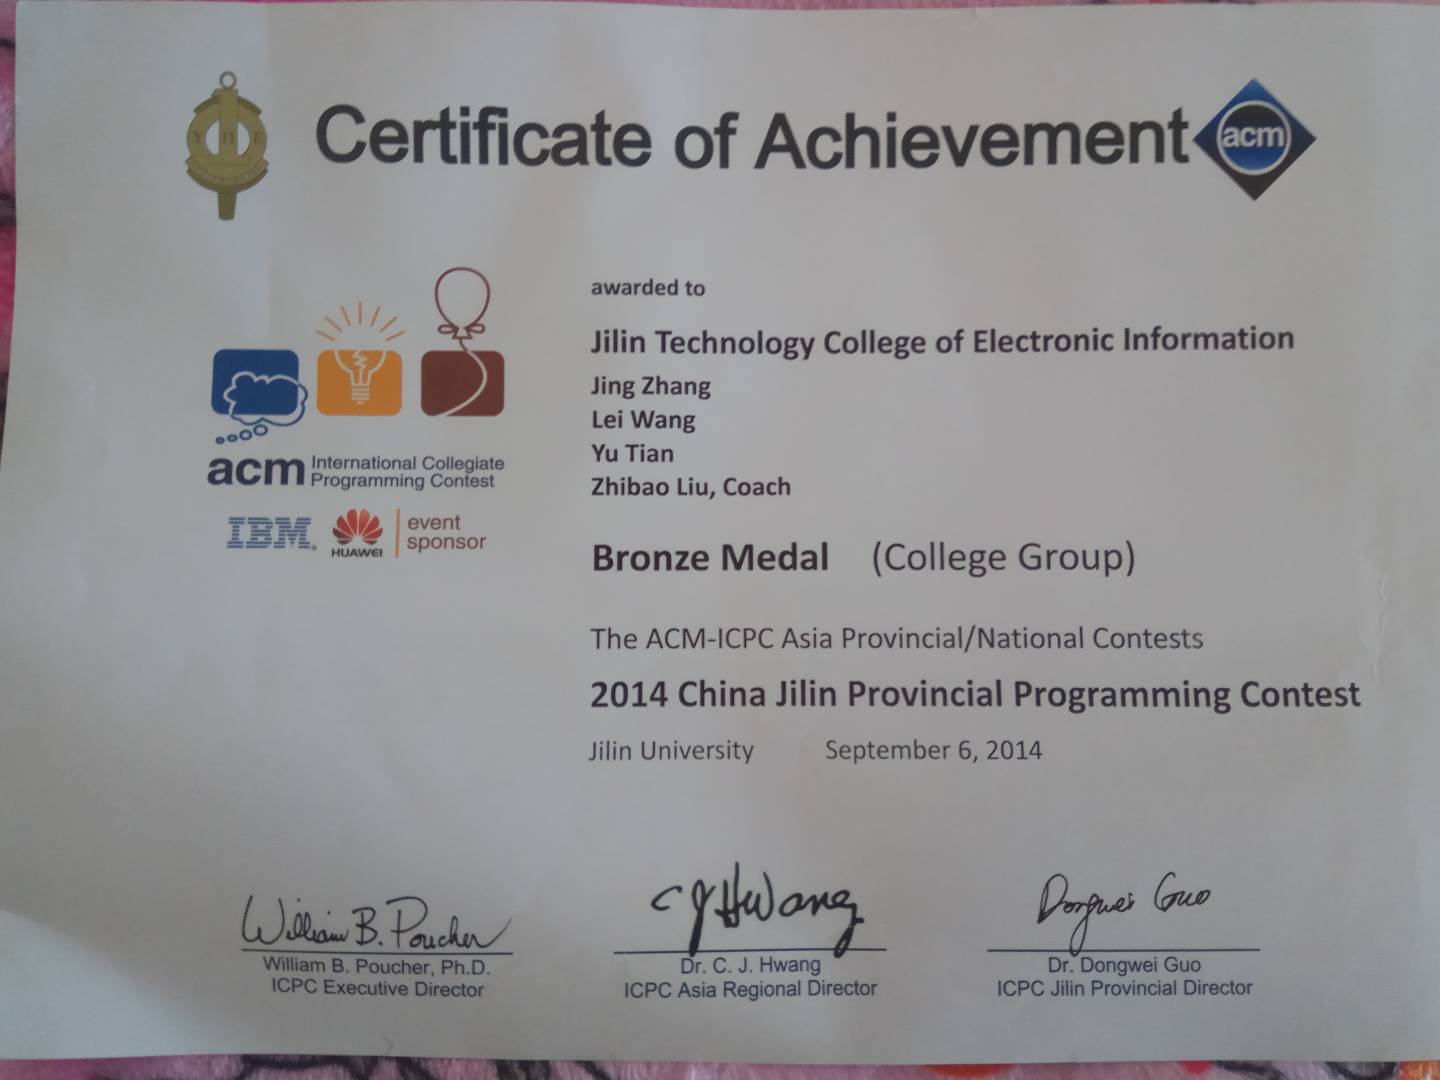 Certificate of Achievement
acm
awarded to
Jilin Technology College of Electronic Information
Jing Zhang
Lei Wang
Yu Tian
Zhibao Liu, Coach
acm International Collegiate
Programming Contest
IBM.
HUAWEI
event
sponsor
Bronze Medal (College Group)
The ACM-ICPC Asia Provincial/National Contests
2014 China Jilin Provincial Programming Contest
Jilin University September 6, 2014
William B. Poucher
William B. Poucher, Ph.D.
ICPC Executive Director
C J Hwang
Dr. C. J. Hwang
ICPC Asia Regional Director
Dongwei Guo
Dr. Dongwei Guo
ICPC Jilin Provincial Director